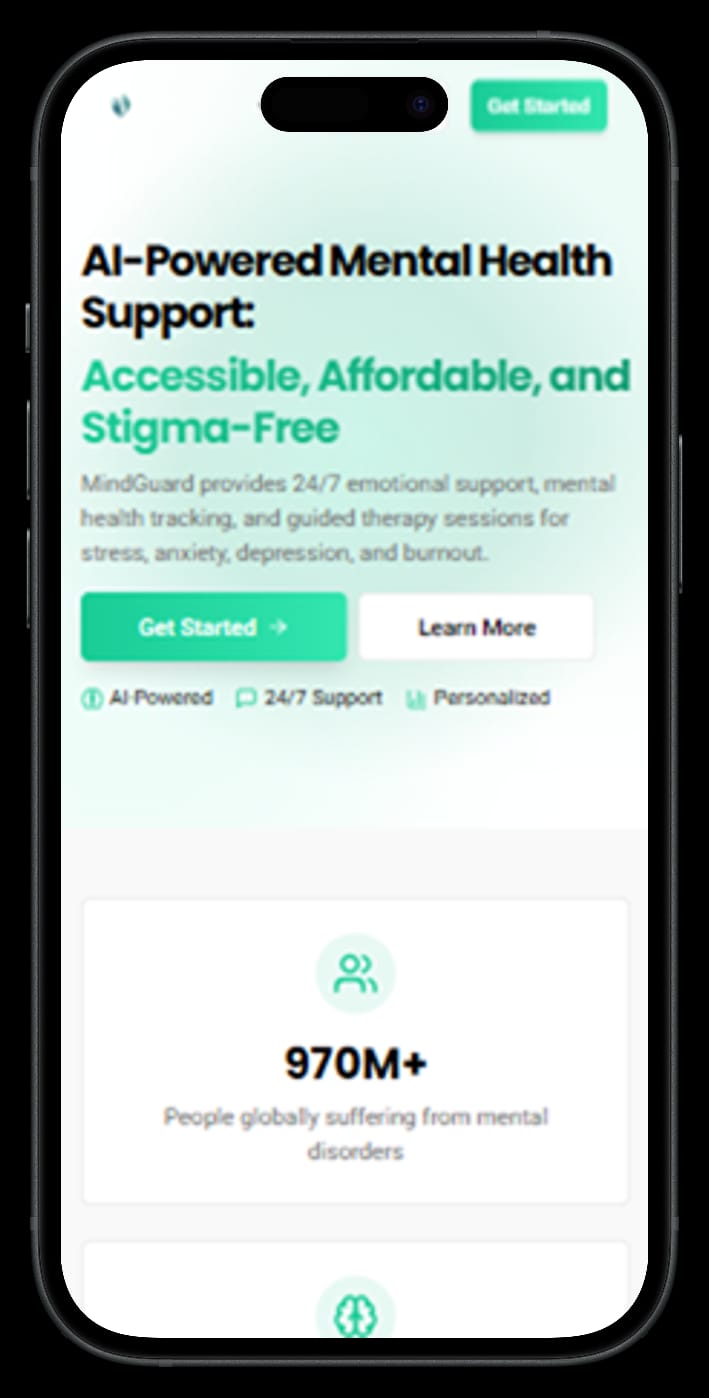 Get Started
AI-Powered Mental Health
Support:
Accessible, Affordable, and
Stigma-Free
MindGuard provides 24/7 emotional support, mental
health tracking, and guided therapy sessions for
stress, anxiety, depression, and burnout.
Get Started → Learn More
AI-Powered 24/7 Support Personalized
970M+
People globally suffering from mental
disorders